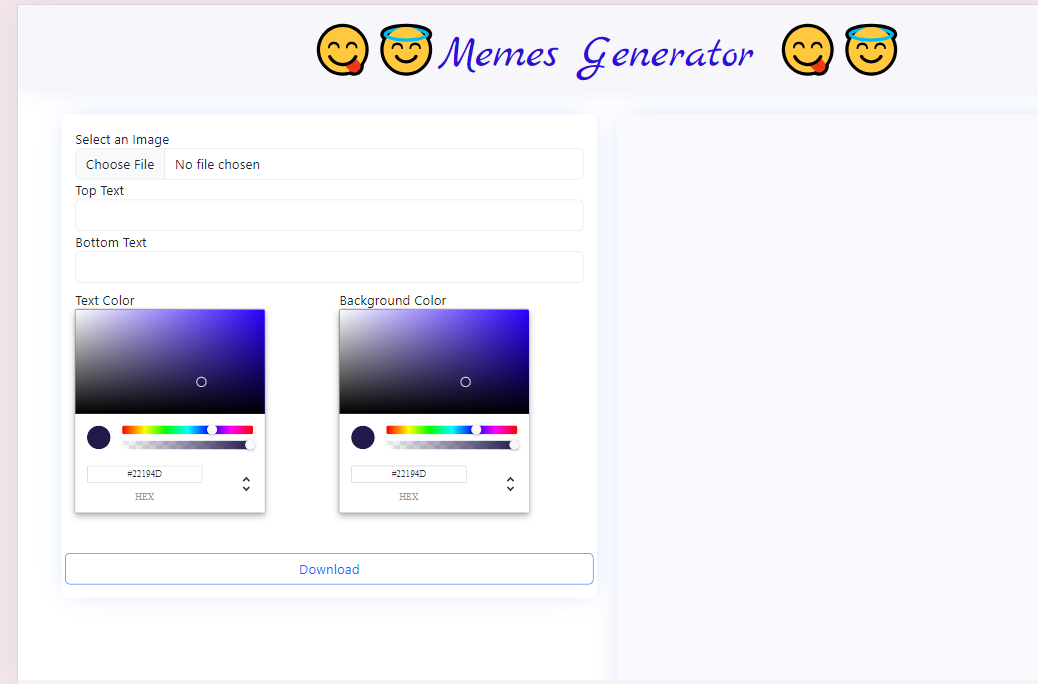 Memes Generator
Select an Image
Choose File No file chosen
Top Text
Bottom Text
Text Color Background Color
#22194D #22194D
HEX HEX
Download